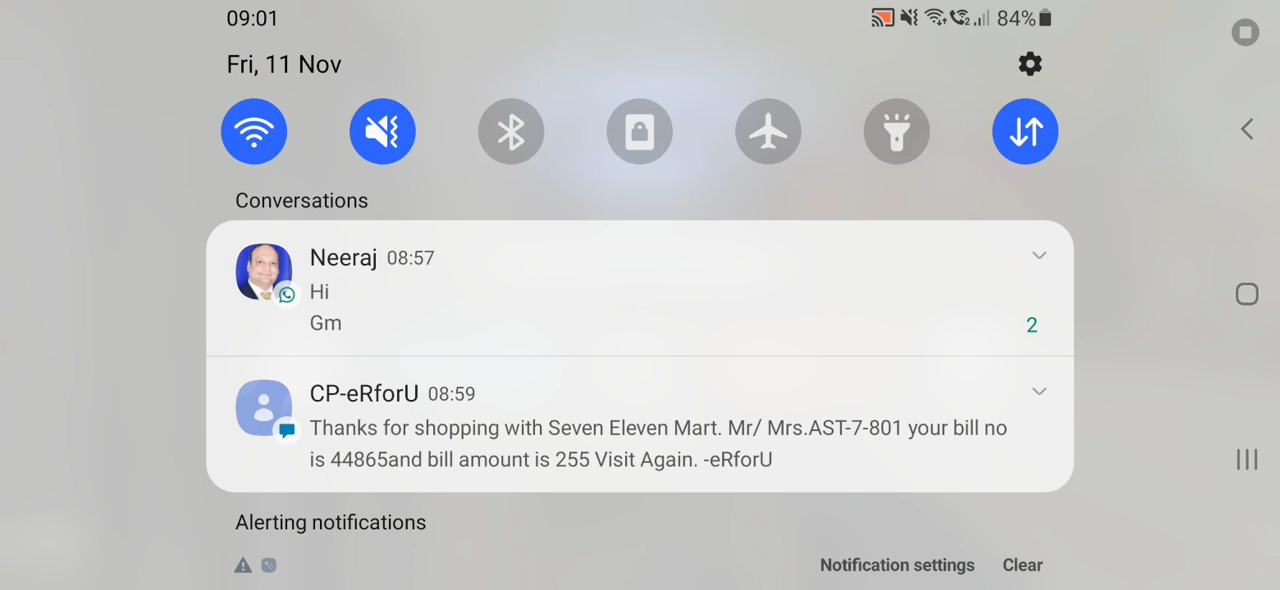 09:01
84%
Fri, 11 Nov
Conversations
Neeraj 08:57
Hi
Gm
2
CP-eRforU 08:59
Thanks for shopping with Seven Eleven Mart. Mr/ Mrs.AST-7-801 your bill no
is 44865and bill amount is 255 Visit Again. -eRforU
Alerting notifications
Notification settings
Clear